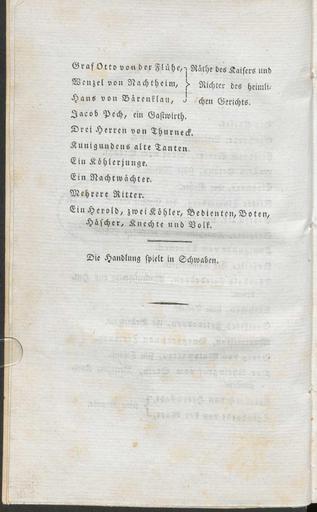 Graf Otto von der Flühe, Räthe des Kaisers und
Wenzel von Nachtheim, Richter des heimli-
Hans von Bärenklau, chen Gerichts.
Jacob Pech, ein Gastwirth.
Drei Herren von Thurneck.
Kunigundens alte Tanten.
Ein Köhlerjunge.
Ein Nachtwächter.
Mehrere Ritter.
Ein Herold, zwei Köhler, Bedienten, Boten,
Häscher, Knechte und Volk.
Die Handlung spielt in Schwaben.